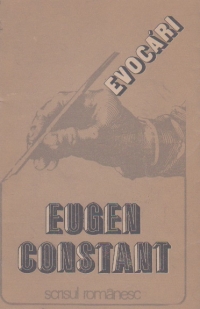 EVOCĂRI
EUGEN
CONSTANT
scrisul românesc